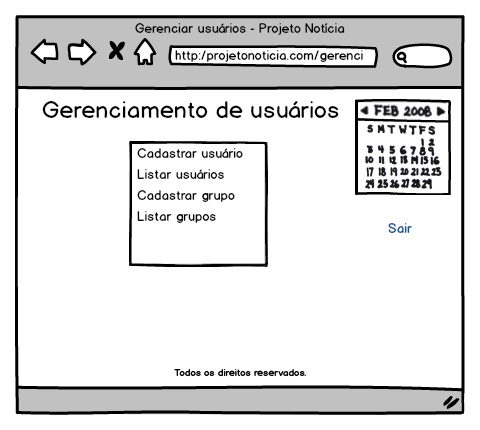 Gerenciar usuários - Projeto Notícia
http:/projetonoticia.com/gerenci
Gerenciamento de usuários
FEB 2008
S M T W T F S
1 2
3 4 5 6 7 8 9
10 11 12 13 14 15 16
17 18 19 20 21 22 23
24 25 26 27 28 29
Cadastrar usuário
Listar usuários
Cadastrar grupo
Listar grupos
Sair
Todos os direitos reservados.